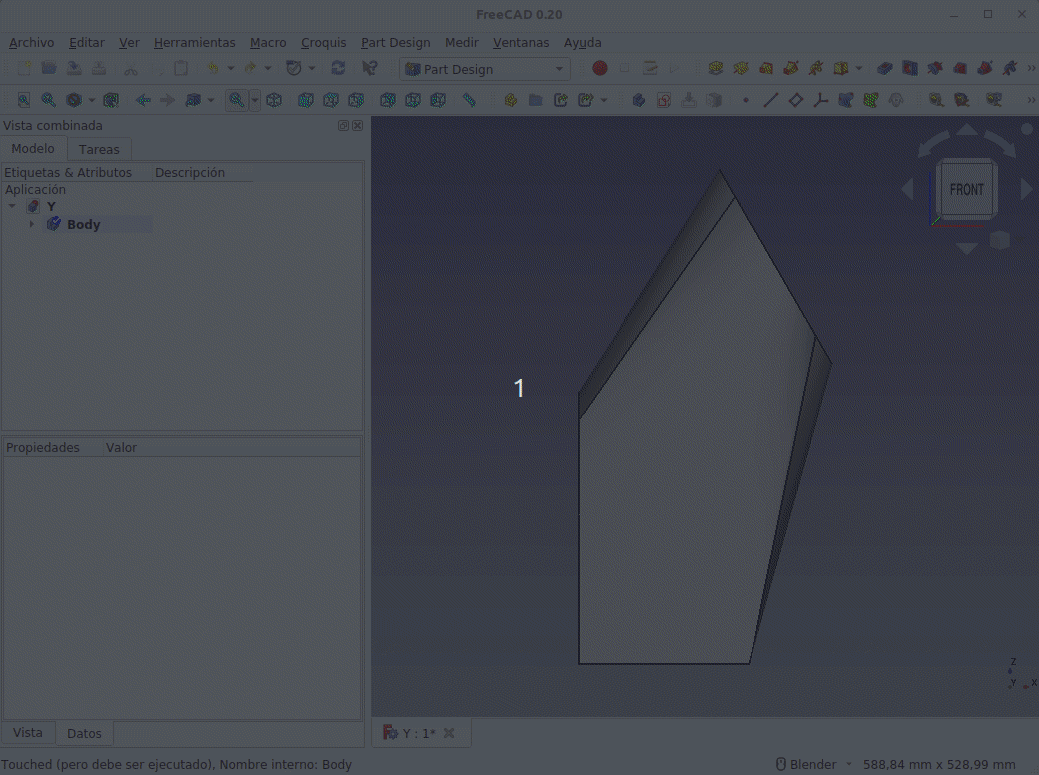 FreeCAD 0.20
Archivo Editar Ver Herramientas Macro Croquis Part Design Medir Ventanas Ayuda
Part Design
Vista combinada
Modelo Tareas
Etiquetas & Atributos Descripción
Aplicación
Y
Body
FRONT
1
Propiedades Valor
Z
Y X
Vista Datos
Y : 1*
Touched (pero debe ser ejecutado), Nombre interno: Body
Blender 588,84 mm x 528,99 mm